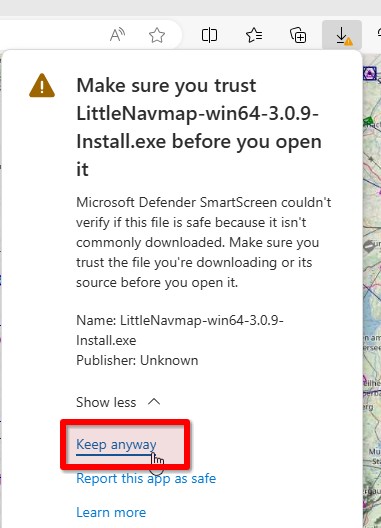 Make sure you trust
LittleNavmap-win64-3.0.9-
Install.exe before you open
it
Microsoft Defender SmartScreen couldn't
verify if this file is safe because it isn't
commonly downloaded. Make sure you
trust the file you're downloading or its
source before you open it.
Name: LittleNavmap-win64-3.0.9-
Install.exe
Publisher: Unknown
Show less
Keep anyway
Report this app as safe
Learn more